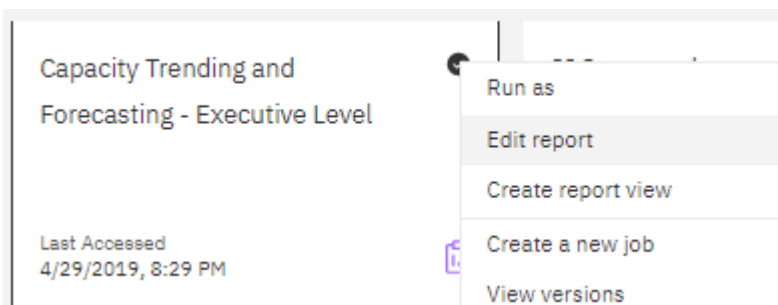 Capacity Trending and
Forecasting - Executive Level
Last Accessed
4/29/2019, 8:29 PM
Run as
Edit report
Create report view
Create a new job
View versions